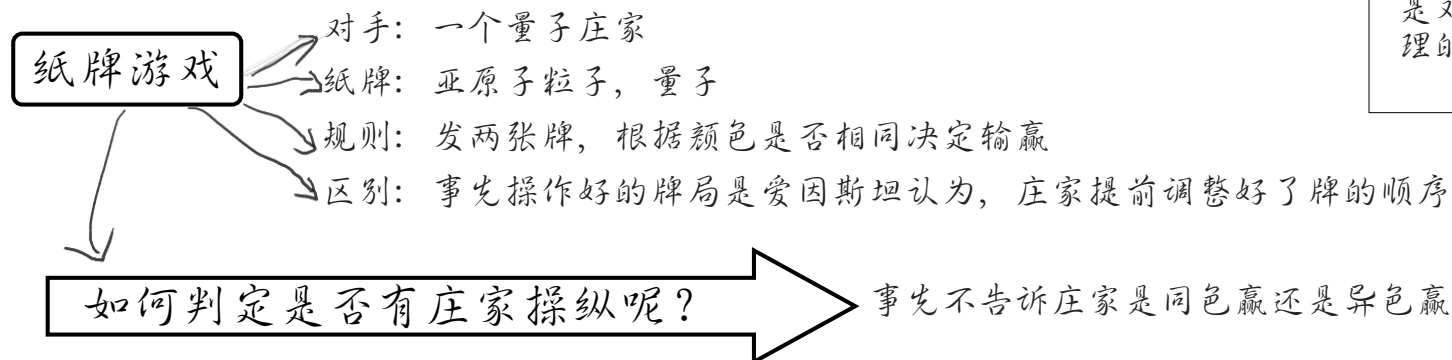 是
理
对手：一个量子庄家
纸牌游戏
纸牌：亚原子粒子，量子
规则：发两张牌，根据颜色是否相同决定输赢
区别：事先操作好的牌局是爱因斯坦认为，庄家提前调整好了牌的顺序
如何判定是否有庄家操纵呢？
事先不告诉庄家是同色赢还是异色赢